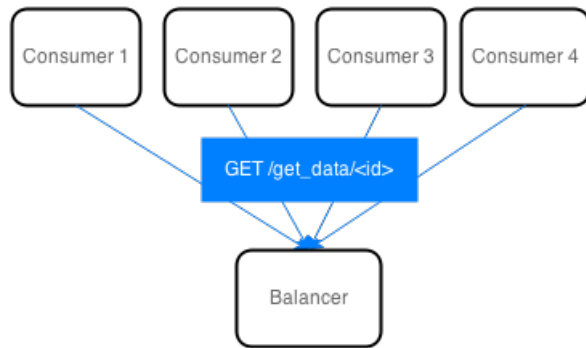 Consumer 1
Consumer 2
Consumer 3
Consumer 4
GET /get_data/<id>
Balancer